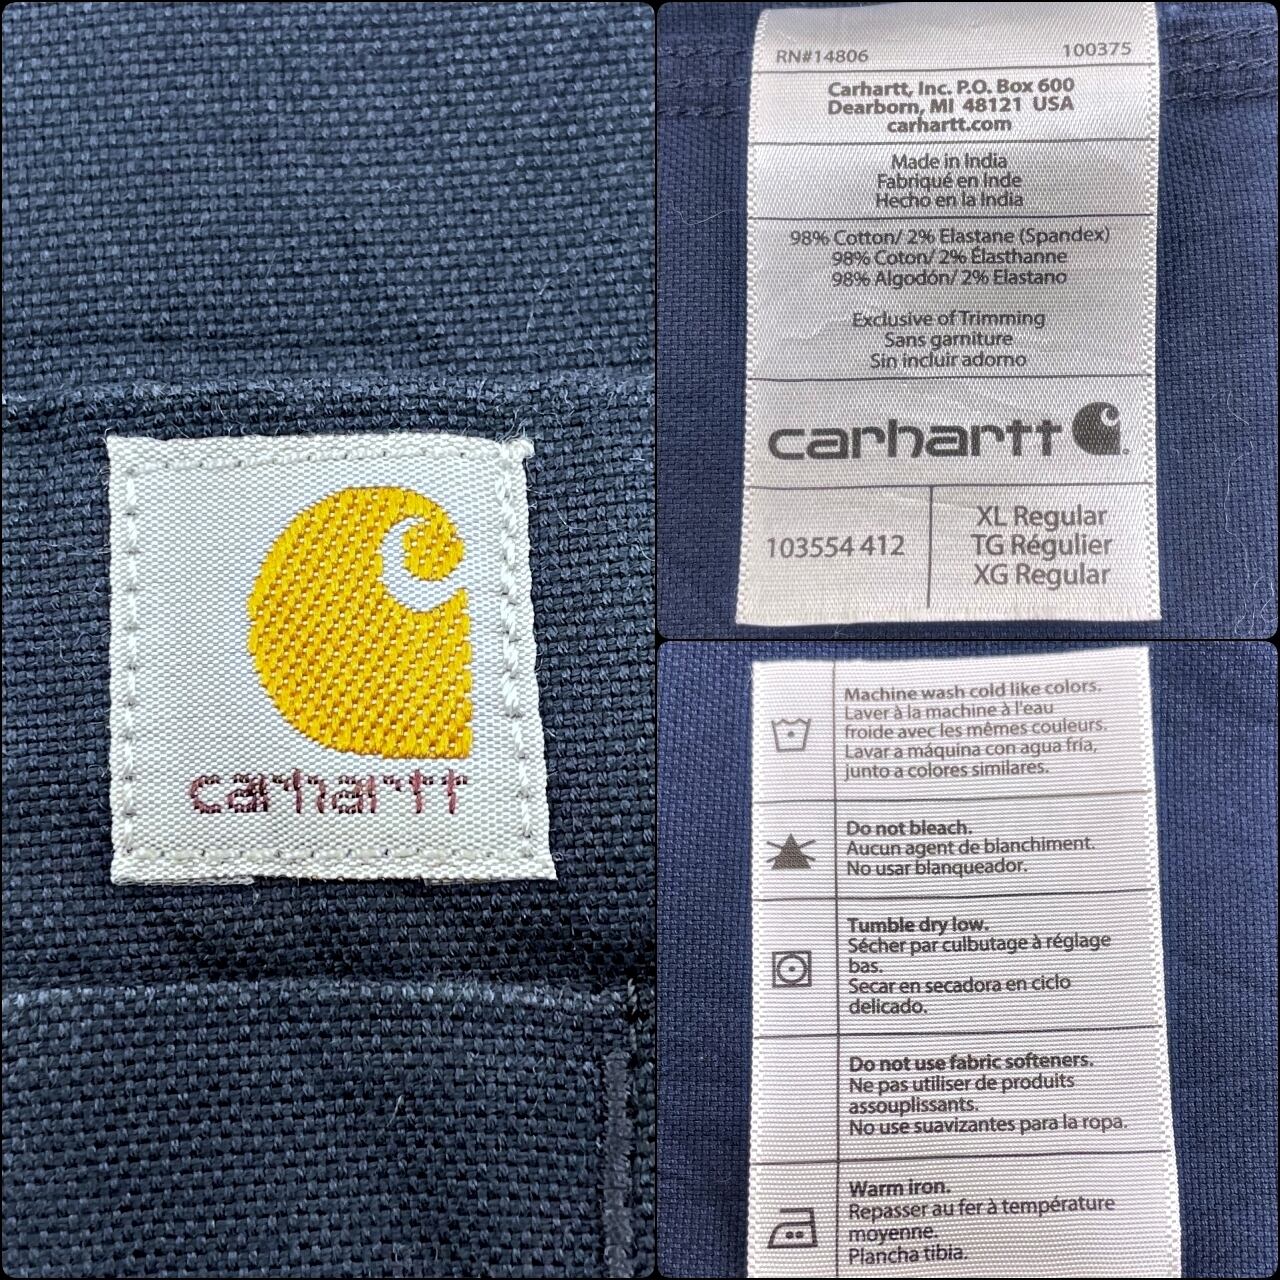 carhartt
RN#14806 100375
Carhartt, Inc. P.O. Box 600
Dearborn, MI 48121 USA
carhartt.com
Made in India
Fabriqué en Inde
Hecho en la India
98% Cotton/ 2% Elastane (Spandex)
98% Coton/ 2% Élasthanne
98% Algodón/ 2% Elastano
Exclusive of Trimming
Sans garniture
Sin incluir adorno
carhartt
103554 412
XL Regular
TG Régulier
XG Regular
Machine wash cold like colors.
Laver à la machine à l'eau
froide avec les mêmes couleurs.
Lavar a máquina con agua fría,
junto a colores similares.
Do not bleach.
Aucun agent de blanchiment.
No usar blanqueador.
Tumble dry low.
Sécher par culbutage à réglage
bas.
Secar en secadora en ciclo
delicado.
Do not use fabric softeners.
Ne pas utiliser de produits
assouplissants.
No use suavizantes para la ropa.
Warm iron.
Repasser au fer à température
moyenne.
Plancha tibia.